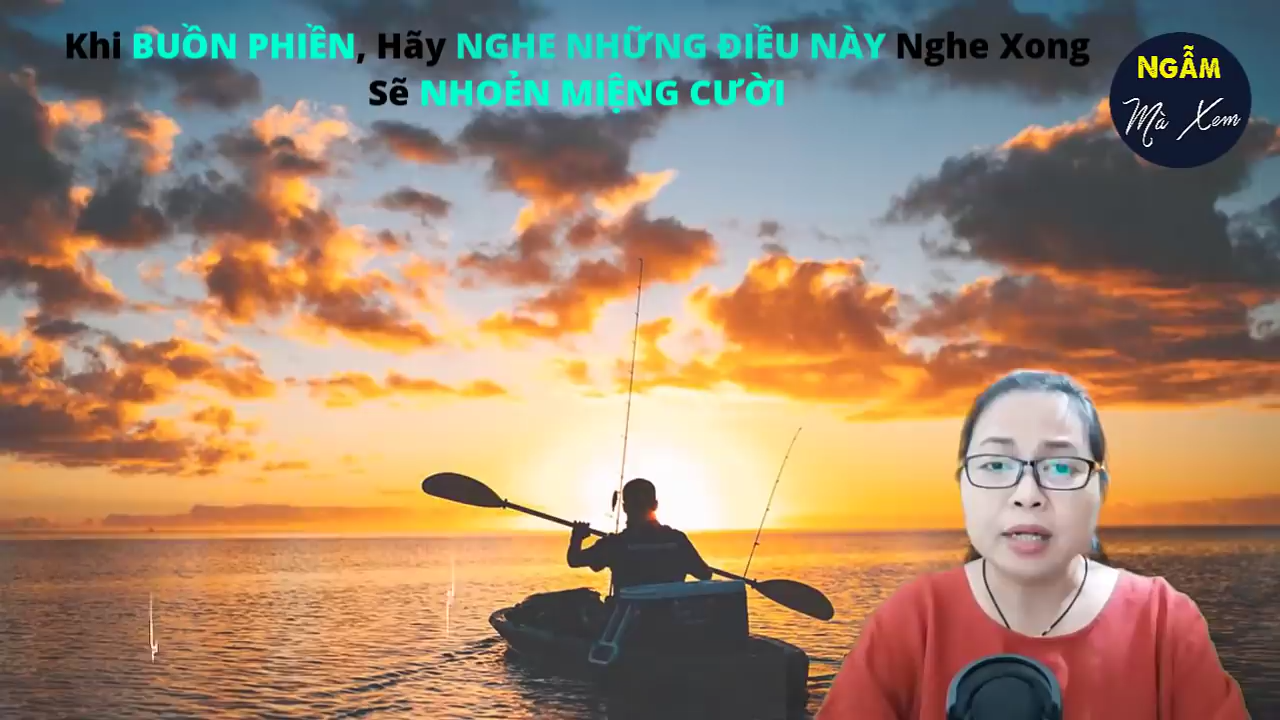 Khi BUỒN PHIỀN, Hãy NGHE NHỮNG ĐIỀU NÀY Nghe Xong
Sẽ NHOẺN MIỆNG CƯỜI
NGẪM
Mà Xem